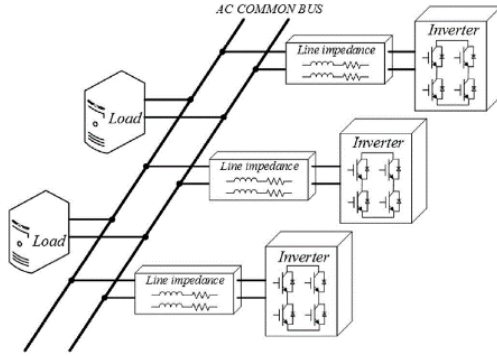 AC COMMON BUS
Line impedance
Inverter
Load
Line impedance
Inverter
Load
Line impedance
Inverter